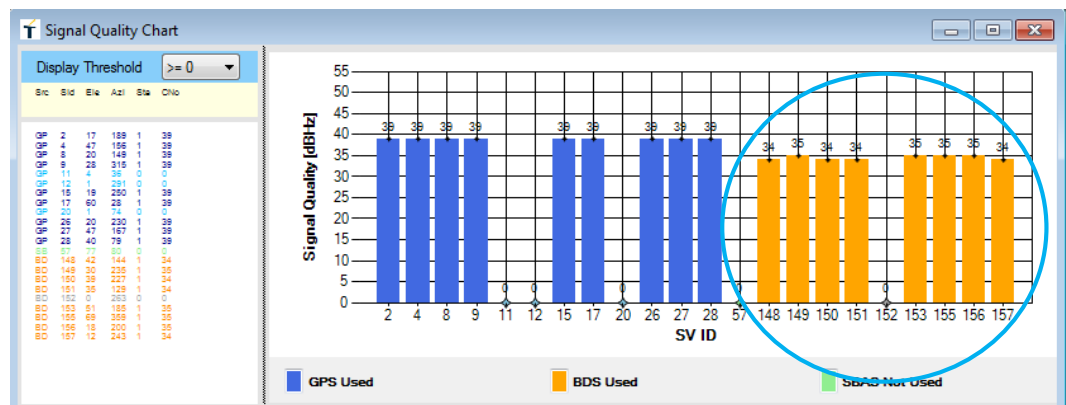 Signal Quality Chart
Display Threshold >= 0
Src Sid Ele Azi Sta CNo
GP 2 17 189 1 39
GP 4 47 156 1 39
GP 8 20 149 1 39
GP 9 28 315 1 39
GP 11 4 36 0 0
GP 12 1 291 0 0
GP 15 19 250 1 39
GP 17 60 28 1 39
GP 20 1 74 0 0
GP 26 20 230 1 39
GP 27 47 167 1 39
GP 28 40 79 1 39
SB 57 77 80 0 0
BD 148 42 144 1 34
BD 149 30 235 1 35
BD 150 39 227 1 34
BD 151 35 129 1 34
BD 152 0 263 0 0
BD 153 51 185 1 35
BD 155 69 359 1 35
BD 156 18 200 1 35
BD 157 12 243 1 34
Signal Quality [dBHz]
55
50
45
40
35
30
25
20
15
10
5
0
39 39 39 39 0 0 39 39 0 39 39 39 0 34 35 34 34 0 35 35 35 34
2 4 8 9 11 12 15 17 20 26 27 28 57 148 149 150 151 152 153 155 156 157
SV ID
GPS Used BDS Used SBAS Not Used